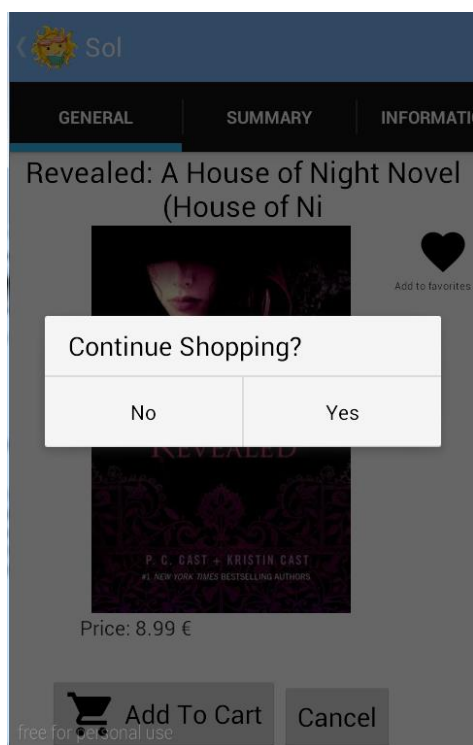 Sol
GENERAL SUMMARY INFORMATI
Revealed: A House of Night Novel
(House of Ni
Add to favorites
Continue Shopping?
No Yes
REVEALED
P. C. CAST + KRISTIN CAST
#1 NEW YORK TIMES BESTSELLING AUTHORS
Price: 8.99 €
Add To Cart Cancel
free for personal use